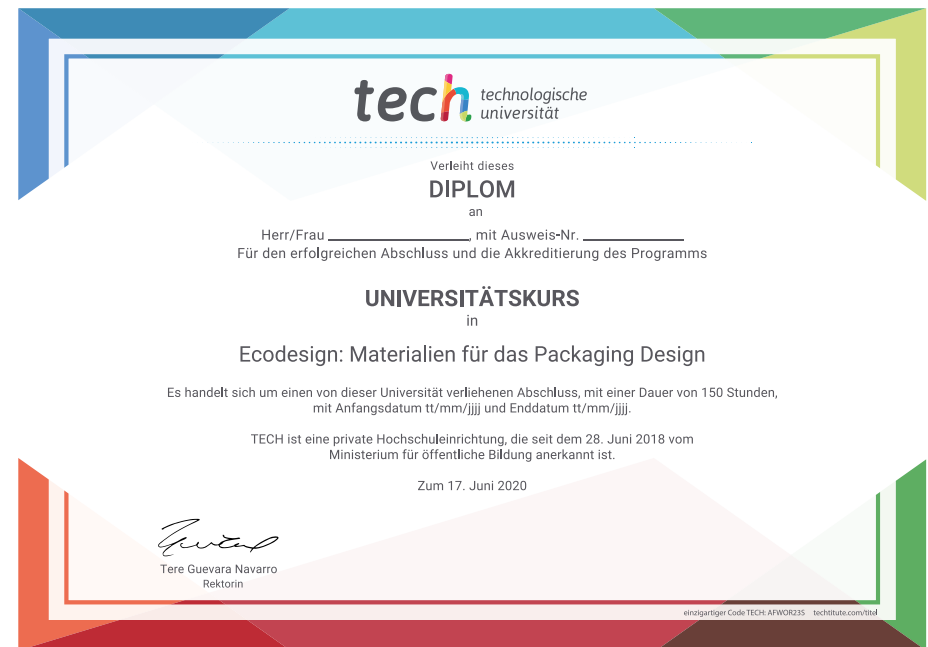 tech technologische
universität
Verleiht dieses
DIPLOM
an
Herr/Frau ____________________, mit Ausweis-Nr. ______________
Für den erfolgreichen Abschluss und die Akkreditierung des Programms
UNIVERSITÄTSKURS
in
Ecodesign: Materialien für das Packaging Design
Es handelt sich um einen von dieser Universität verliehenen Abschluss, mit einer Dauer von 150 Stunden,
mit Anfangsdatum tt/mm/jjjj und Enddatum tt/mm/jjjj.
TECH ist eine private Hochschuleinrichtung, die seit dem 28. Juni 2018 vom
Ministerium für öffentliche Bildung anerkannt ist.
Zum 17. Juni 2020
Tere Guevara Navarro
Rektorin
einzigartiger Code TECH: AFWOR23S techtitute.com/titel